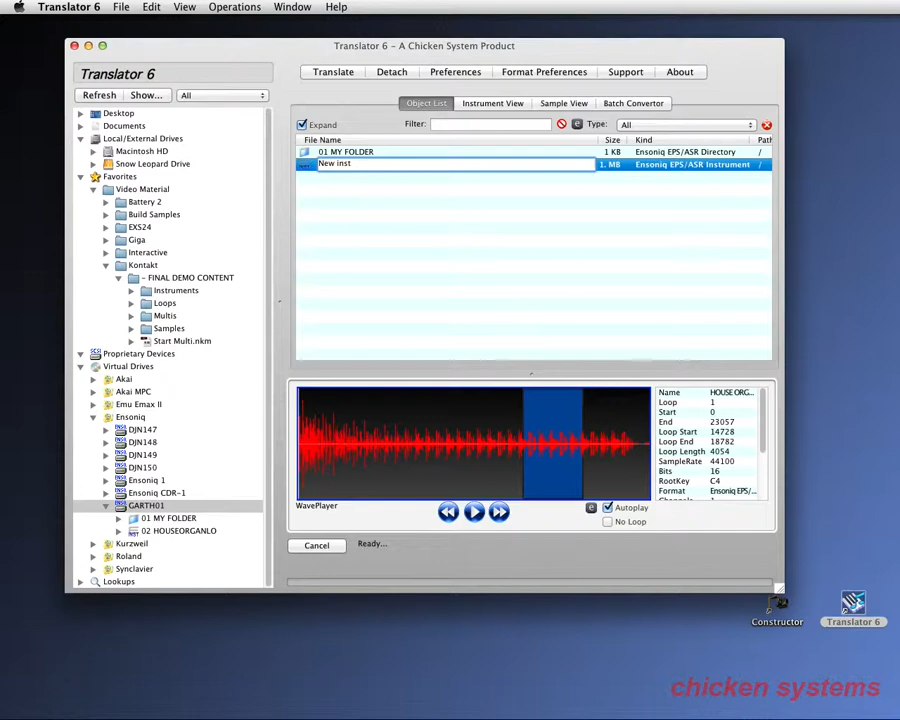 Translator 6 File Edit View Operations Window Help
Translator 6 – A Chicken System Product
Translator 6
Translate Detach Preferences Format Preferences Support About
Refresh Show... All
Object List Instrument View Sample View Batch Convertor
Expand Filter: e Type: All
File Name Size Kind Path
01 MY FOLDER 1 KB Ensoniq EPS/ASR Directory /
New inst 1. MB Ensoniq EPS/ASR Instrument /
Desktop
Documents
Local/External Drives
Macintosh HD
Snow Leopard Drive
Favorites
Video Material
Battery 2
Build Samples
EXS24
Giga
Interactive
Kontakt
- FINAL DEMO CONTENT
Instruments
Loops
Multis
Samples
Start Multi.nkm
Proprietary Devices
Virtual Drives
Akai
Akai MPC
Emu Emax II
Ensoniq
DJN147
DJN148
DJN149
DJN150
Ensoniq 1
Ensoniq CDR-1
GARTH01
01 MY FOLDER
02 HOUSEORGANLO
Kurzweil
Roland
Synclavier
Lookups
Name HOUSE ORG...
Loop 1
Start 0
End 23057
Loop Start 14728
Loop End 18782
Loop Length 4054
SampleRate 44100
Bits 16
RootKey C4
Format Ensoniq EPS/...
WavePlayer
e Autoplay
No Loop
Cancel Ready...
Constructor
Translator 6
chicken systems